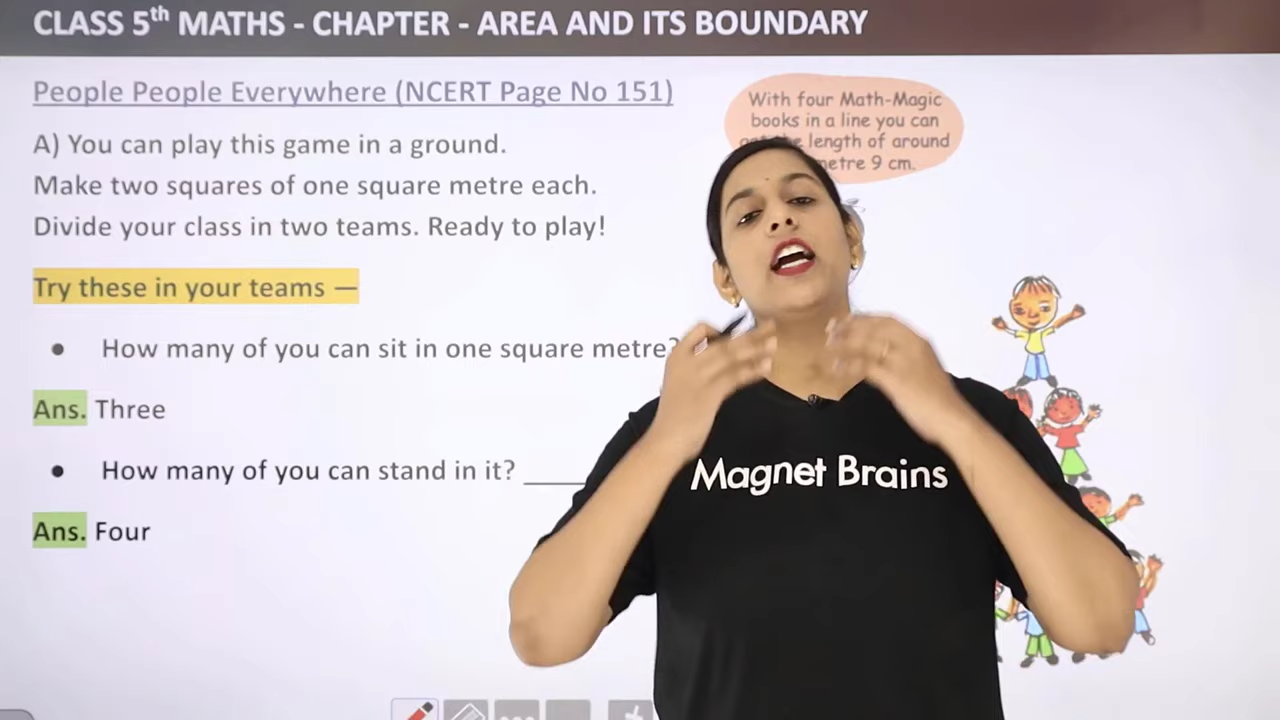 CLASS 5th MATHS - CHAPTER - AREA AND ITS BOUNDARY
People People Everywhere (NCERT Page No 151)
A) You can play this game in a ground.
Make two squares of one square metre each.
Divide your class in two teams. Ready to play!
Try these in your teams —
• How many of you can sit in one square metre?
Ans. Three
• How many of you can stand in it? _____
Ans. Four
With four Math-Magic
books in a line you can
length of around
metre 9 cm.
Magnet Brains